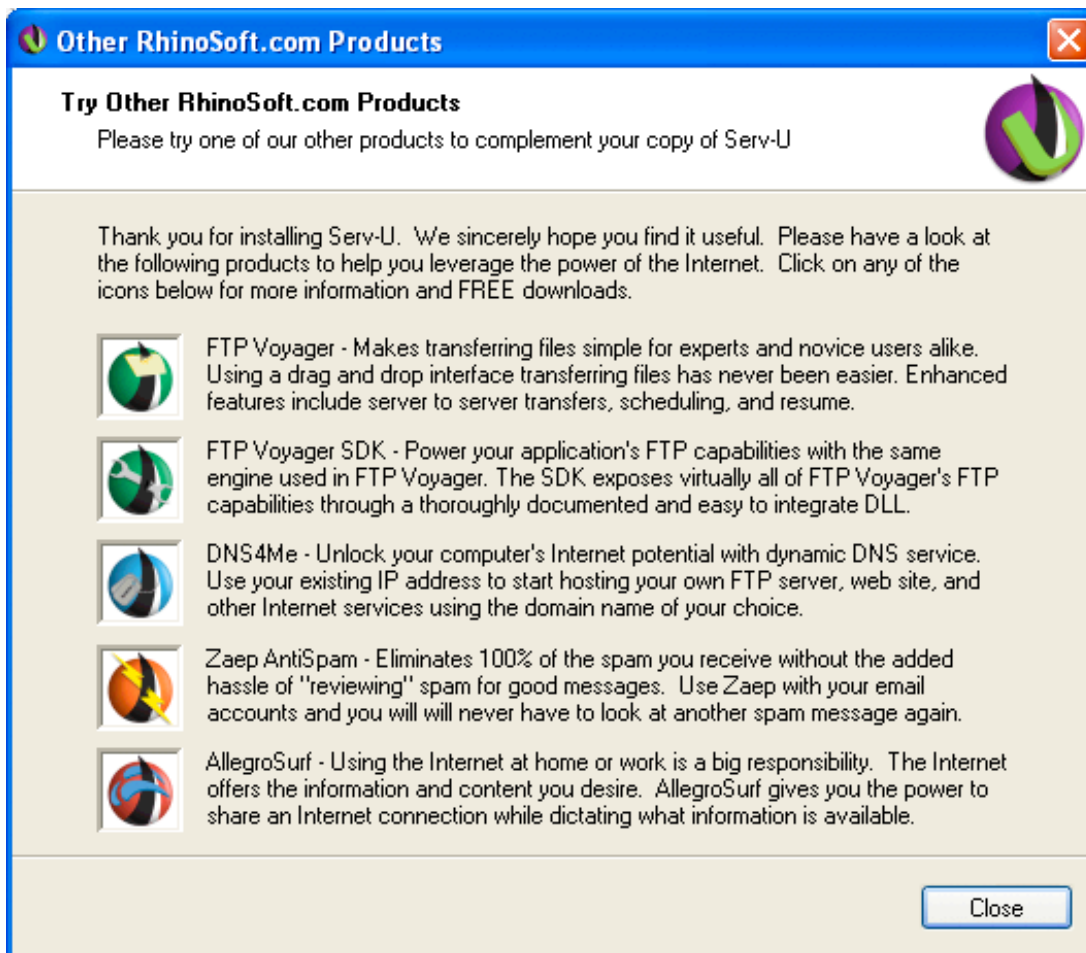 Other RhinoSoft.com Products
Try Other RhinoSoft.com Products
Please try one of our other products to complement your copy of Serv-U
Thank you for installing Serv-U.  We sincerely hope you find it useful.  Please have a look at
the following products to help you leverage the power of the Internet.  Click on any of the
icons below for more information and FREE downloads.
FTP Voyager - Makes transferring files simple for experts and novice users alike.
Using a drag and drop interface transferring files has never been easier. Enhanced
features include server to server transfers, scheduling, and resume.
FTP Voyager SDK - Power your application's FTP capabilities with the same
engine used in FTP Voyager. The SDK exposes virtually all of FTP Voyager's FTP
capabilities through a thoroughly documented and easy to integrate DLL.
DNS4Me - Unlock your computer's Internet potential with dynamic DNS service.
Use your existing IP address to start hosting your own FTP server, web site, and
other Internet services using the domain name of your choice.
Zaep AntiSpam - Eliminates 100% of the spam you receive without the added
hassle of "reviewing" spam for good messages.  Use Zaep with your email
accounts and you will will never have to look at another spam message again.
AllegroSurf - Using the Internet at home or work is a big responsibility.  The Internet
offers the information and content you desire.  AllegroSurf gives you the power to
share an Internet connection while dictating what information is available.
Close